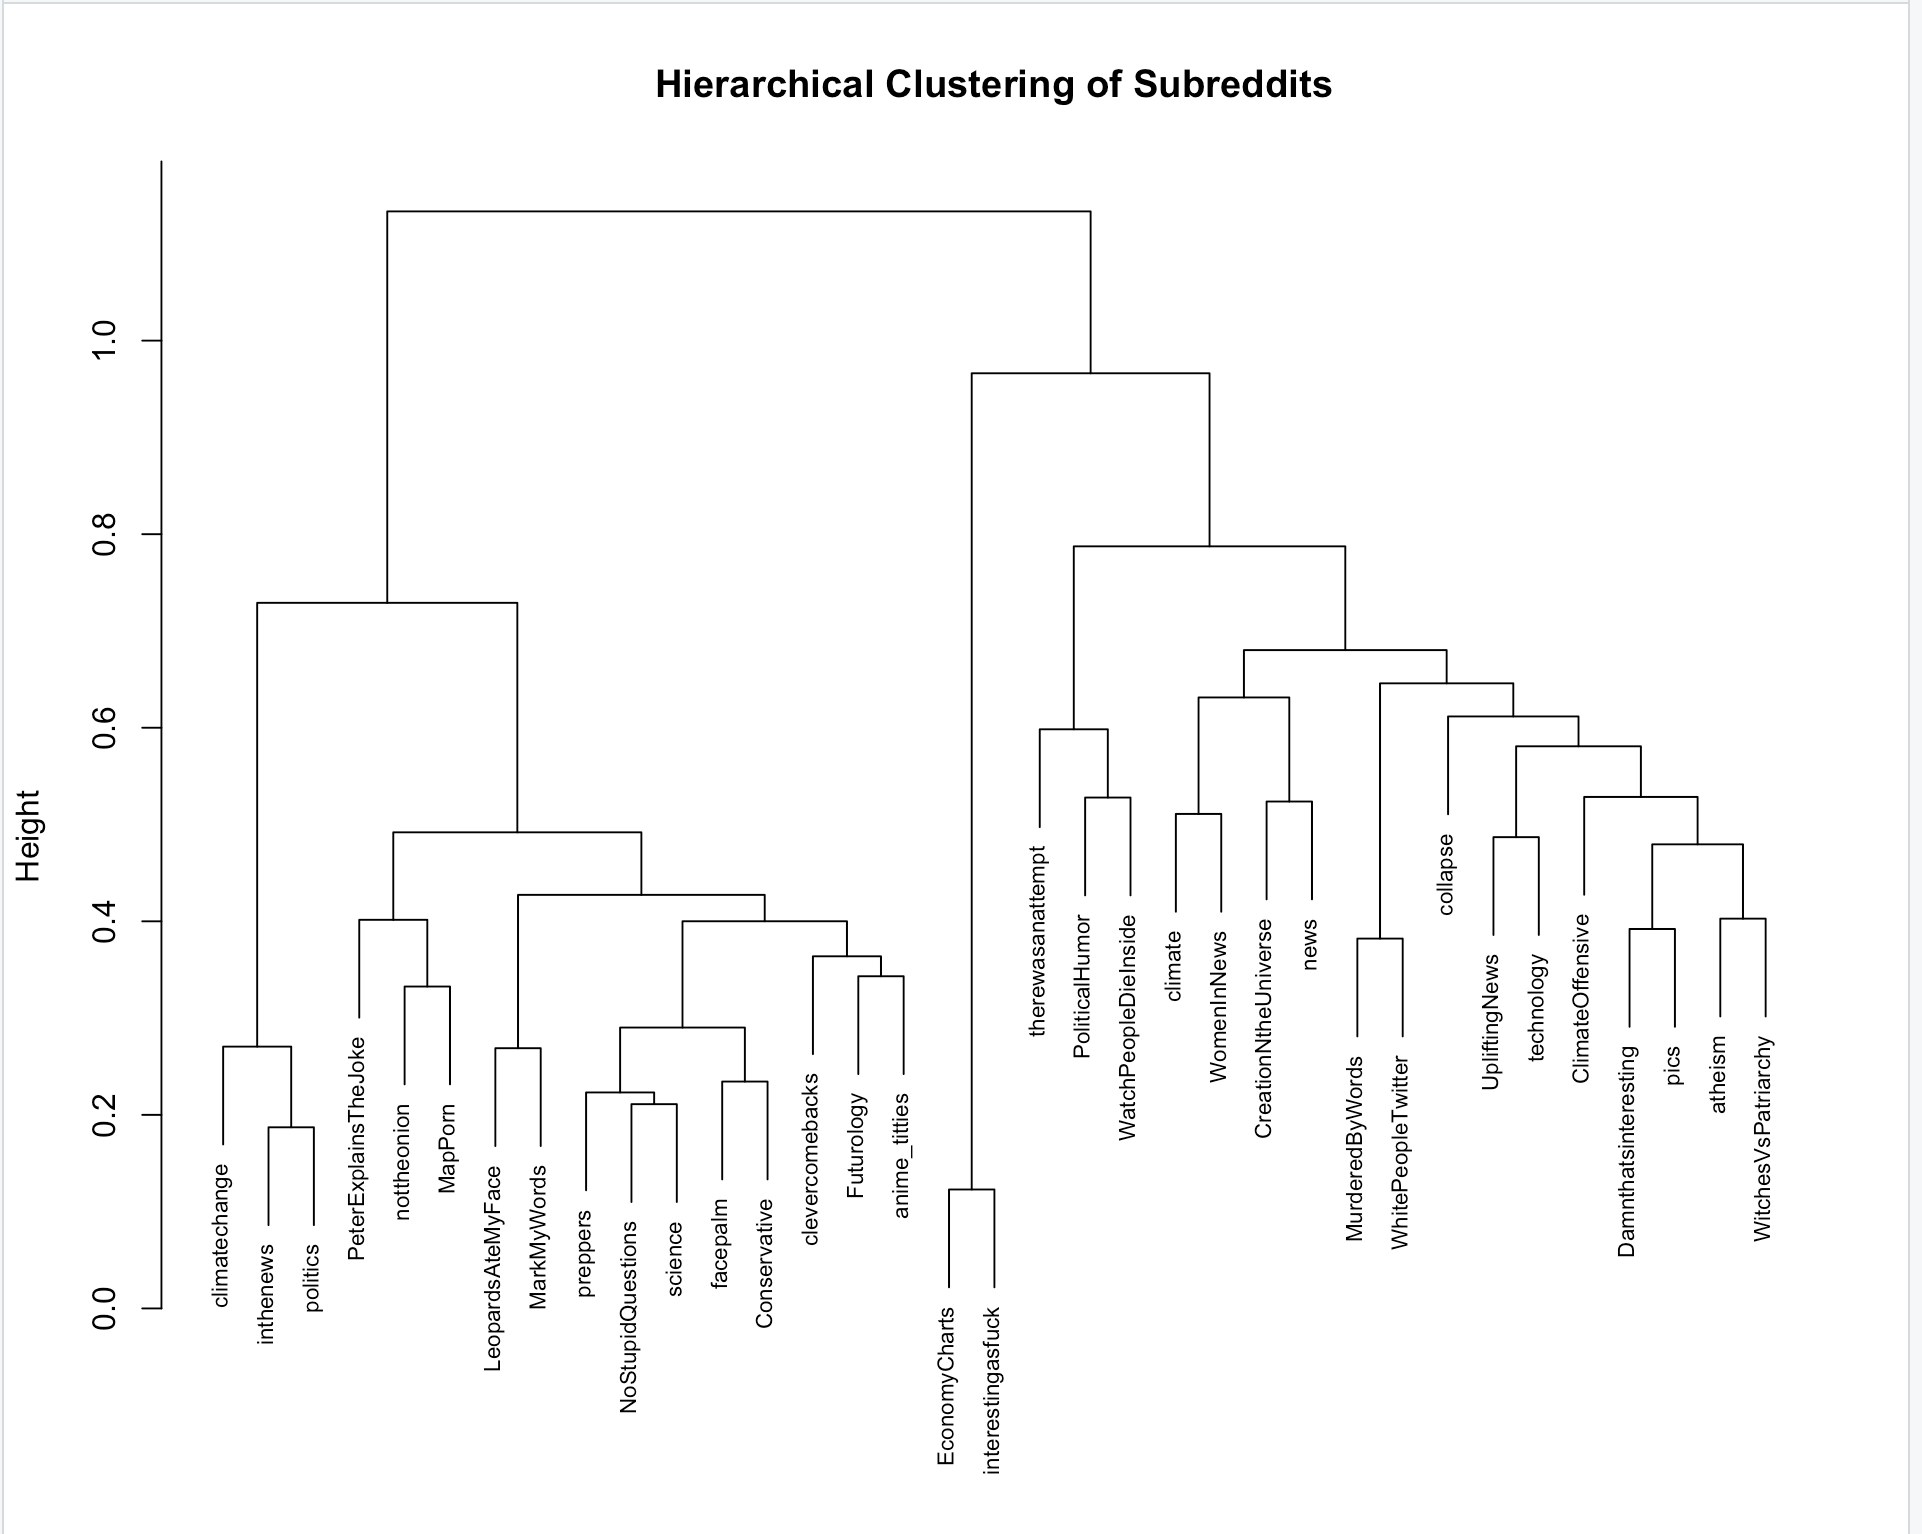 Hierarchical Clustering of Subreddits
Height
1.0
0.8
0.6
0.4
0.2
0.0
climatechange
inthenews
politics
PeterExplainsTheJoke
nottheonion
MapPorn
LeopardsAteMyFace
MarkMyWords
preppers
NoStupidQuestions
science
facepalm
Conservative
clevercomebacks
Futurology
anime_titties
EconomyCharts
interestingasfuck
therewasanattempt
PoliticalHumor
WatchPeopleDieInside
climate
WomenInNews
CreationNtheUniverse
news
MurderedByWords
WhitePeopleTwitter
collapse
UpliftingNews
technology
ClimateOffensive
Damnthatsinteresting
pics
atheism
WitchesVsPatriarchy